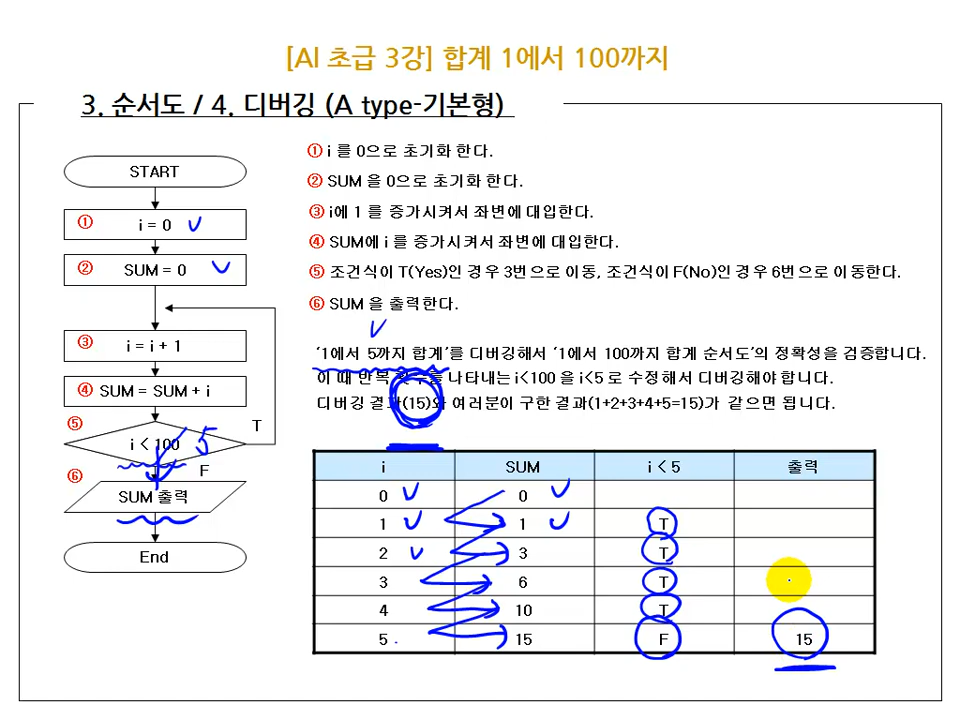 [AI 초급 3강] 합계 1에서 100까지
3. 순서도 / 4. 디버깅 (A type-기본형)
START
① i = 0
② SUM = 0
③ i = i + 1
④ SUM = SUM + i
⑤ i < 100 5 T
F
⑥ SUM 출력
End
① i 를 0으로 초기화 한다.
② SUM 을 0으로 초기화 한다.
③ i에 1 를 증가시켜서 좌변에 대입한다.
④ SUM에 i 를 증가시켜서 좌변에 대입한다.
⑤ 조건식이 T(Yes)인 경우 3번으로 이동, 조건식이 F(No)인 경우 6번으로 이동한다.
⑥ SUM 을 출력한다.
‘1에서 5까지 합계’를 디버깅해서 ‘1에서 100까지 합계 순서도’의 정확성을 검증합니다.
이 때 반복 횟수를 나타내는 i<100 을 i<5 로 수정해서 디버깅해야 합니다.
디버깅 결과(15)와 여러분이 구한 결과(1+2+3+4+5=15)가 같으면 됩니다.
i SUM i < 5 출력
0 0
1 1 T
2 3 T
3 6 T
4 10 T
5 15 F 15